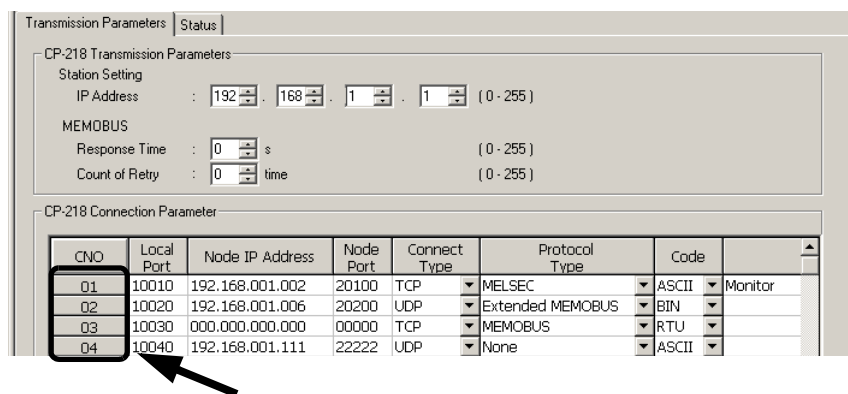 Transmission Parameters Status
CP-218 Transmission Parameters
Station Setting
IP Address : 192 . 168 . 1 . 1 ( 0 - 255 )
MEMOBUS
Response Time : 0 s ( 0 - 255 )
Count of Retry : 0 time ( 0 - 255 )
CP-218 Connection Parameter
CNO Local Port Node IP Address Node Port Connect Type Protocol Type Code
01 10010 192.168.001.002 20100 TCP MELSEC ASCII Monitor
02 10020 192.168.001.006 20200 UDP Extended MEMOBUS BIN
03 10030 000.000.000.000 00000 TCP MEMOBUS RTU
04 10040 192.168.001.111 22222 UDP None ASCII